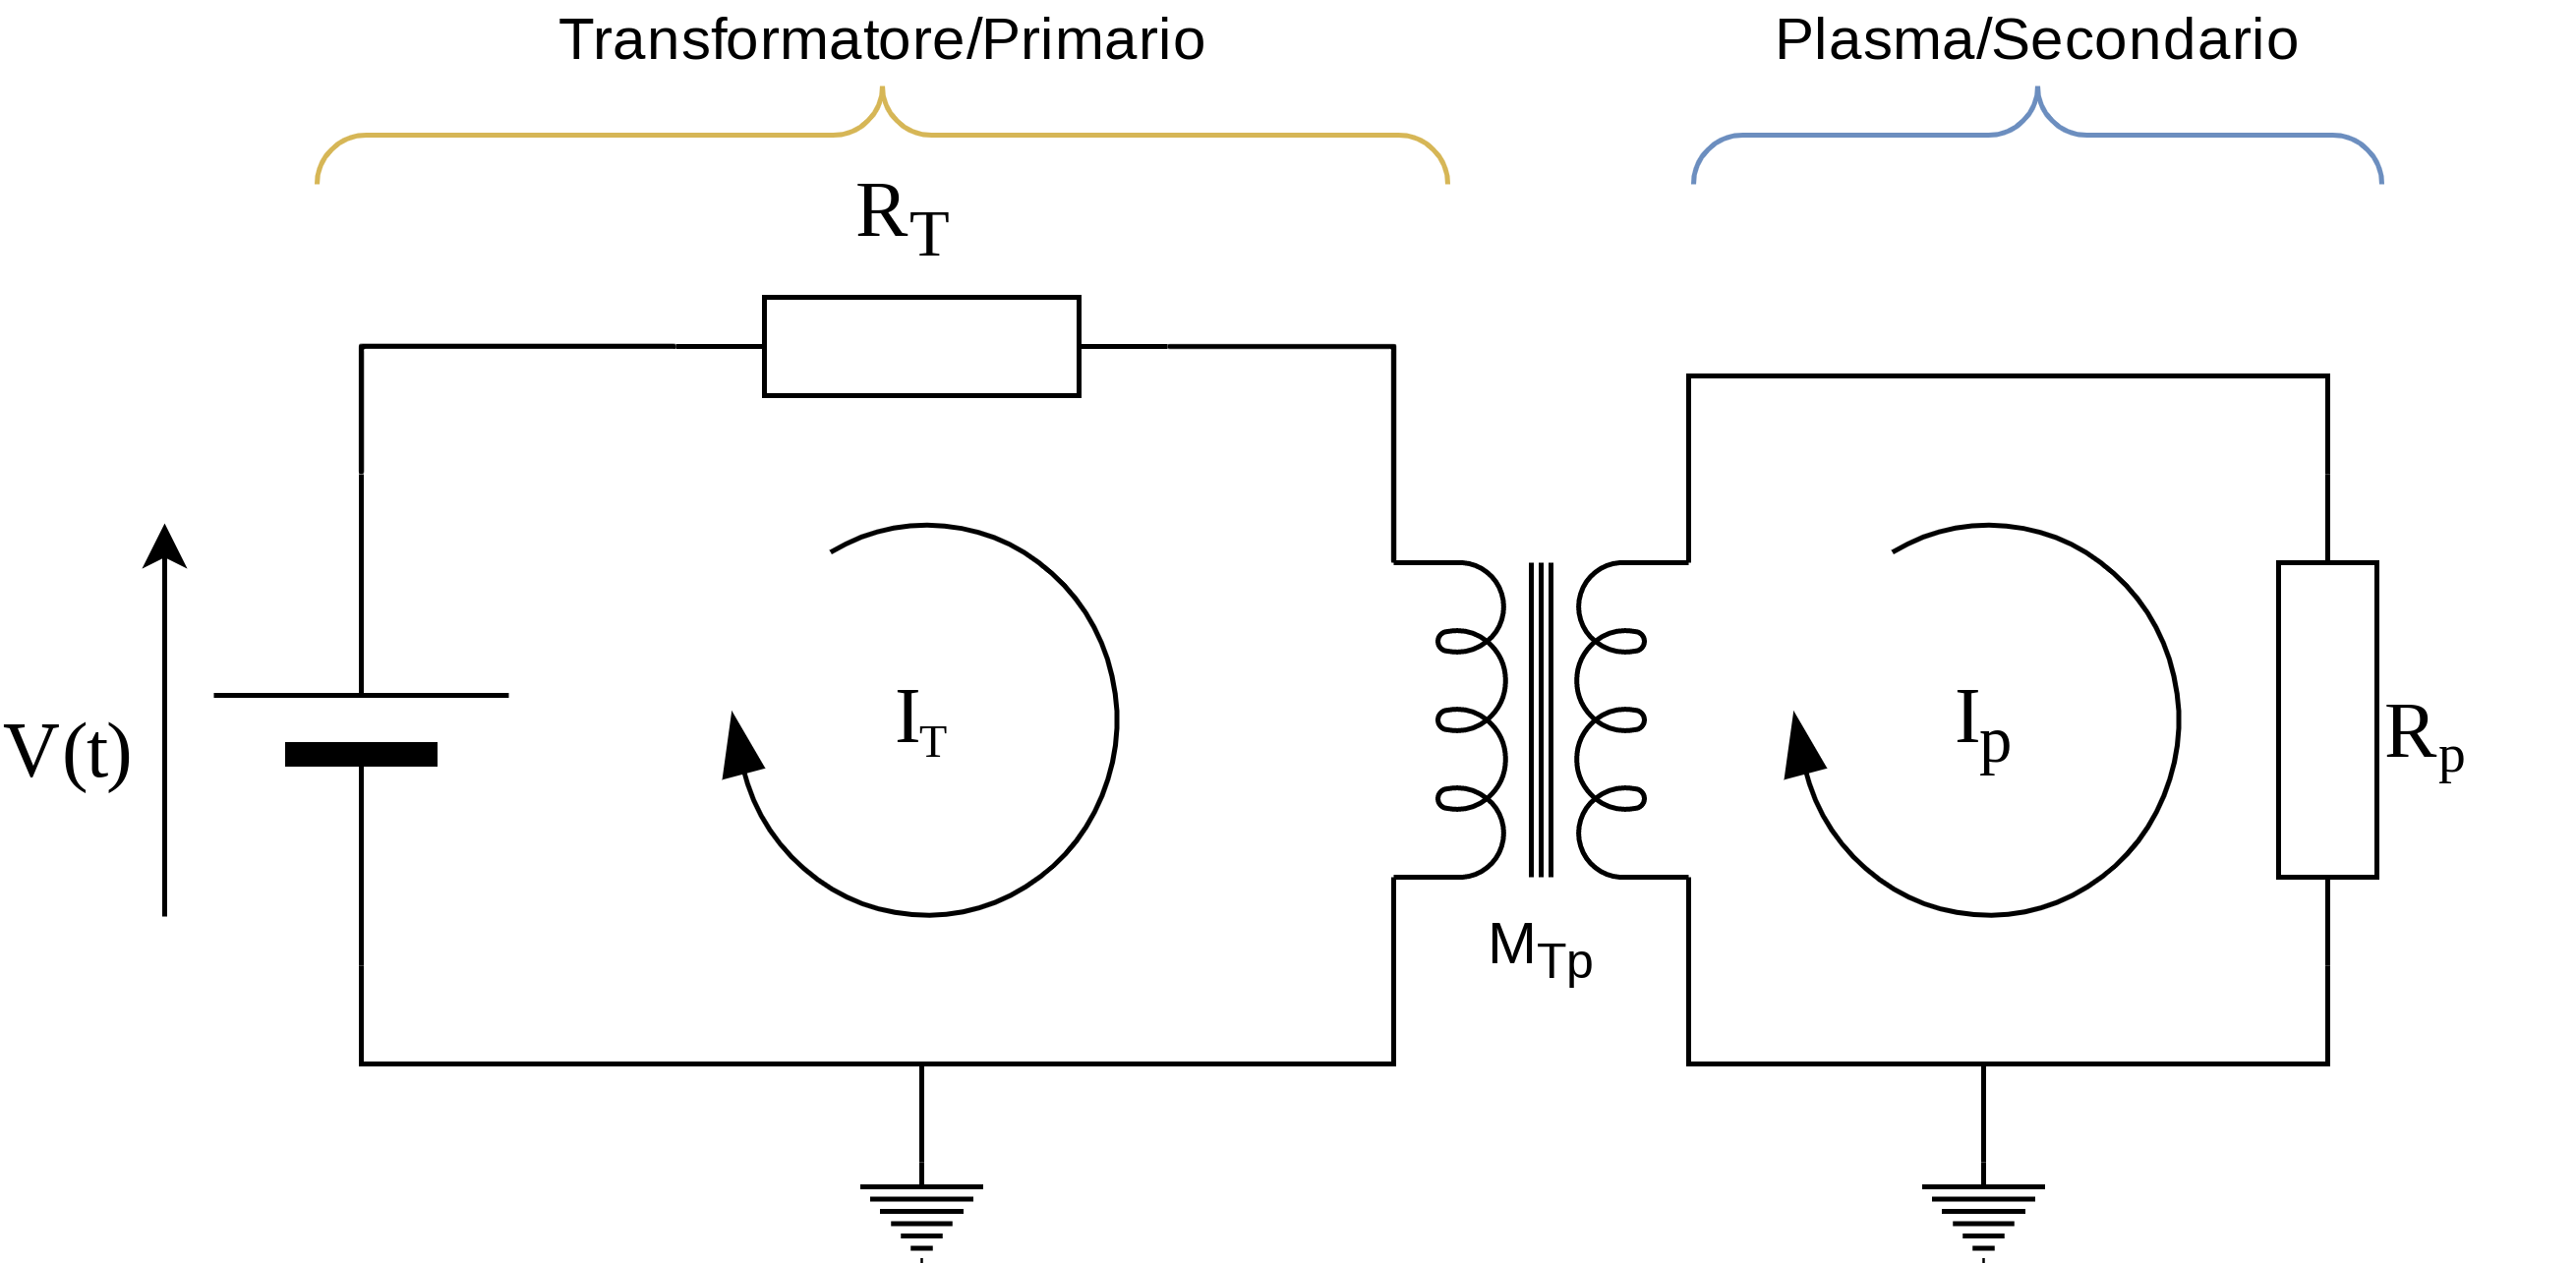 Transformatore/Primario
Plasma/Secondario
R_T
V(t)
I_T
M_Tp
I_p
R_p